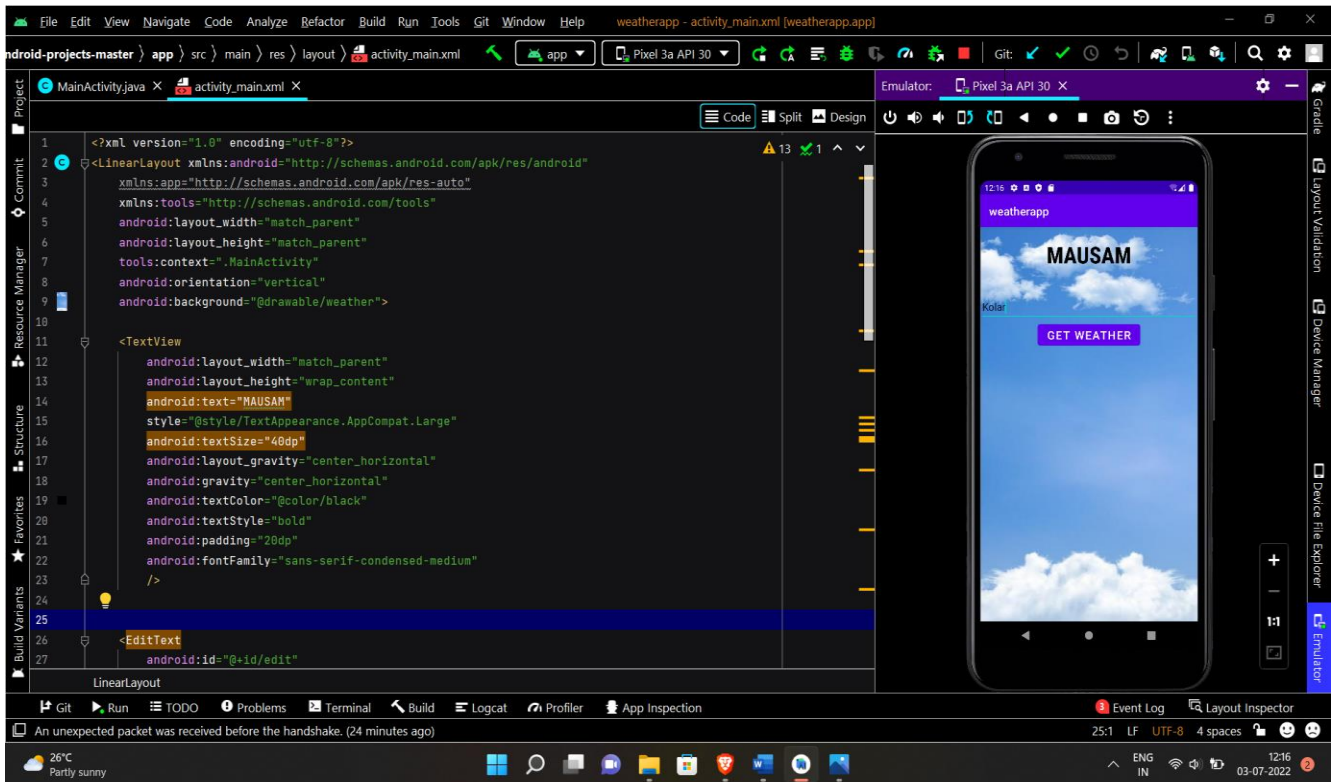 File Edit View Navigate Code Analyze Refactor Build Run Tools Git Window Help weatherapp - activity_main.xml [weatherapp.app]
ndroid-projects-master 〉 app 〉 src 〉 main 〉 res 〉 layout 〉 activity_main.xml app Pixel 3a API 30 Git:
MainActivity.java activity_main.xml
Emulator: Pixel 3a API 30
Code Split Design
13 1
1 <?xml version="1.0" encoding="utf-8"?>
2 <LinearLayout xmlns:android="http://schemas.android.com/apk/res/android"
3 xmlns:app="http://schemas.android.com/apk/res-auto"
4 xmlns:tools="http://schemas.android.com/tools"
5 android:layout_width="match_parent"
6 android:layout_height="match_parent"
7 tools:context=".MainActivity"
8 android:orientation="vertical"
9 android:background="@drawable/weather">
10
11 <TextView
12 android:layout_width="match_parent"
13 android:layout_height="wrap_content"
14 android:text="MAUSAM"
15 style="@style/TextAppearance.AppCompat.Large"
16 android:textSize="40dp"
17 android:layout_gravity="center_horizontal"
18 android:gravity="center_horizontal"
19 android:textColor="@color/black"
20 android:textStyle="bold"
21 android:padding="20dp"
22 android:fontFamily="sans-serif-condensed-medium"
23 />
24
25
26 <EditText
27 android:id="@+id/edit"
LinearLayout
Project
Commit
Resource Manager
Structure
Favorites
Build Variants
12:16
weatherapp
MAUSAM
Kolar
GET WEATHER
1:1
Gradle
Layout Validation
Device Manager
Device File Explorer
Emulator
Git Run TODO Problems Terminal Build Logcat Profiler App Inspection 3 Event Log Layout Inspector
An unexpected packet was received before the handshake. (24 minutes ago) 25:1 LF UTF-8 4 spaces
26°C
Partly sunny
ENG
IN
12:16
03-07-2022
2